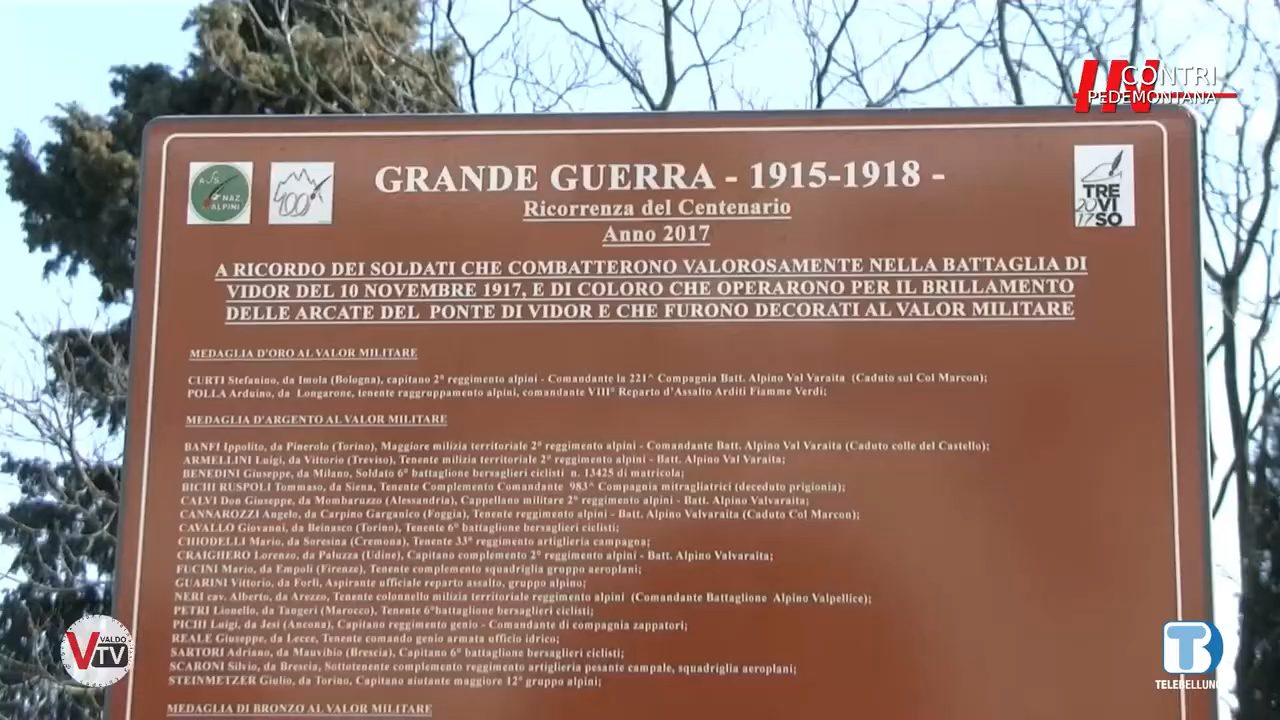 INCONTRI
PEDEMONTANA
GRANDE GUERRA - 1915-1918 -
Ricorrenza del Centenario
Anno 2017
NAZ.
ALPINI
100
TRE
VI
20
17 SO
A RICORDO DEI SOLDATI CHE COMBATTERONO VALOROSAMENTE NELLA BATTAGLIA DI
VIDOR DEL 10 NOVEMBRE 1917, E DI COLORO CHE OPERARONO PER IL BRILLAMENTO
DELLE ARCATE DEL PONTE DI VIDOR E CHE FURONO DECORATI AL VALOR MILITARE
MEDAGLIA D'ORO AL VALOR MILITARE
CURTI Stefanino, da Imola (Bologna), capitano 2° reggimento alpini - Comandante la 221^ Compagnia Batt. Alpino Val Varaita (Caduto sul Col Marcon);
POLLA Arduino, da Longarone, tenente raggruppamento alpini, comandante VIII° Reparto d'Assalto Arditi Fiamme Verdi;
MEDAGLIA D'ARGENTO AL VALOR MILITARE
BANFI Ippolito, da Pinerolo (Torino), Maggiore milizia territoriale 2° reggimento alpini - Comandante Batt. Alpino Val Varaita (Caduto colle del Castello);
ARMELLINI Luigi, da Vittorio (Treviso), Tenente milizia territoriale 2° reggimento alpini - Batt. Alpino Val Varaita;
BENEDINI Giuseppe, da Milano, Soldato 6° battaglione bersaglieri ciclisti n. 13425 di matricola;
BICHI RUSPOLI Tommaso, da Siena, Tenente Complemento Comandante 983^ Compagnia mitragliatrici (deceduto prigionia);
CALVI Don Giuseppe, da Mombaruzzo (Alessandria), Cappellano militare 2° reggimento alpini - Batt. Alpino Valvaraita;
CANNAROZZI Angelo, da Carpino Garganico (Foggia), Tenente reggimento alpini - Batt. Alpino Valvaraita (Caduto Col Marcon);
CAVALLO Giovanni, da Beinasco (Torino), Tenente 6° battaglione bersaglieri ciclisti;
CHIODELLI Mario, da Soresina (Cremona), Tenente 33° reggimento artiglieria campagna;
CRAIGHERO Lorenzo, da Paluzza (Udine), Capitano complemento 2° reggimento alpini - Batt. Alpino Valvaraita;
FUCINI Mario, da Empoli (Firenze), Tenente complemento squadriglia gruppo aeroplani;
GUARINI Vittorio, da Forlì, Aspirante ufficiale reparto assalto, gruppo alpino;
NERI cav. Alberto, da Arezzo, Tenente colonnello milizia territoriale reggimento alpini (Comandante Battaglione Alpino Valpellice);
PETRI Lionello, da Tangeri (Marocco), Tenente 6°battaglione bersaglieri ciclisti;
PICHI Luigi, da Jesi (Ancona), Capitano reggimento genio - Comandante di compagnia zappatori;
REALE Giuseppe, da Lecce, Tenente comando genio armata ufficio idrico;
SARTORI Adriano, da Mauvibio (Brescia), Capitano 6° battaglione bersaglieri ciclisti;
SCARONI Silvio, da Brescia, Sottotenente complemento reggimento artiglieria pesante campale, squadriglia aeroplani;
STEINMETZER Giulio, da Torino, Capitano aiutante maggiore 12° gruppo alpini;
MEDAGLIA DI BRONZO AL VALOR MILITARE
VALDO
TV
TELEBELLUNO